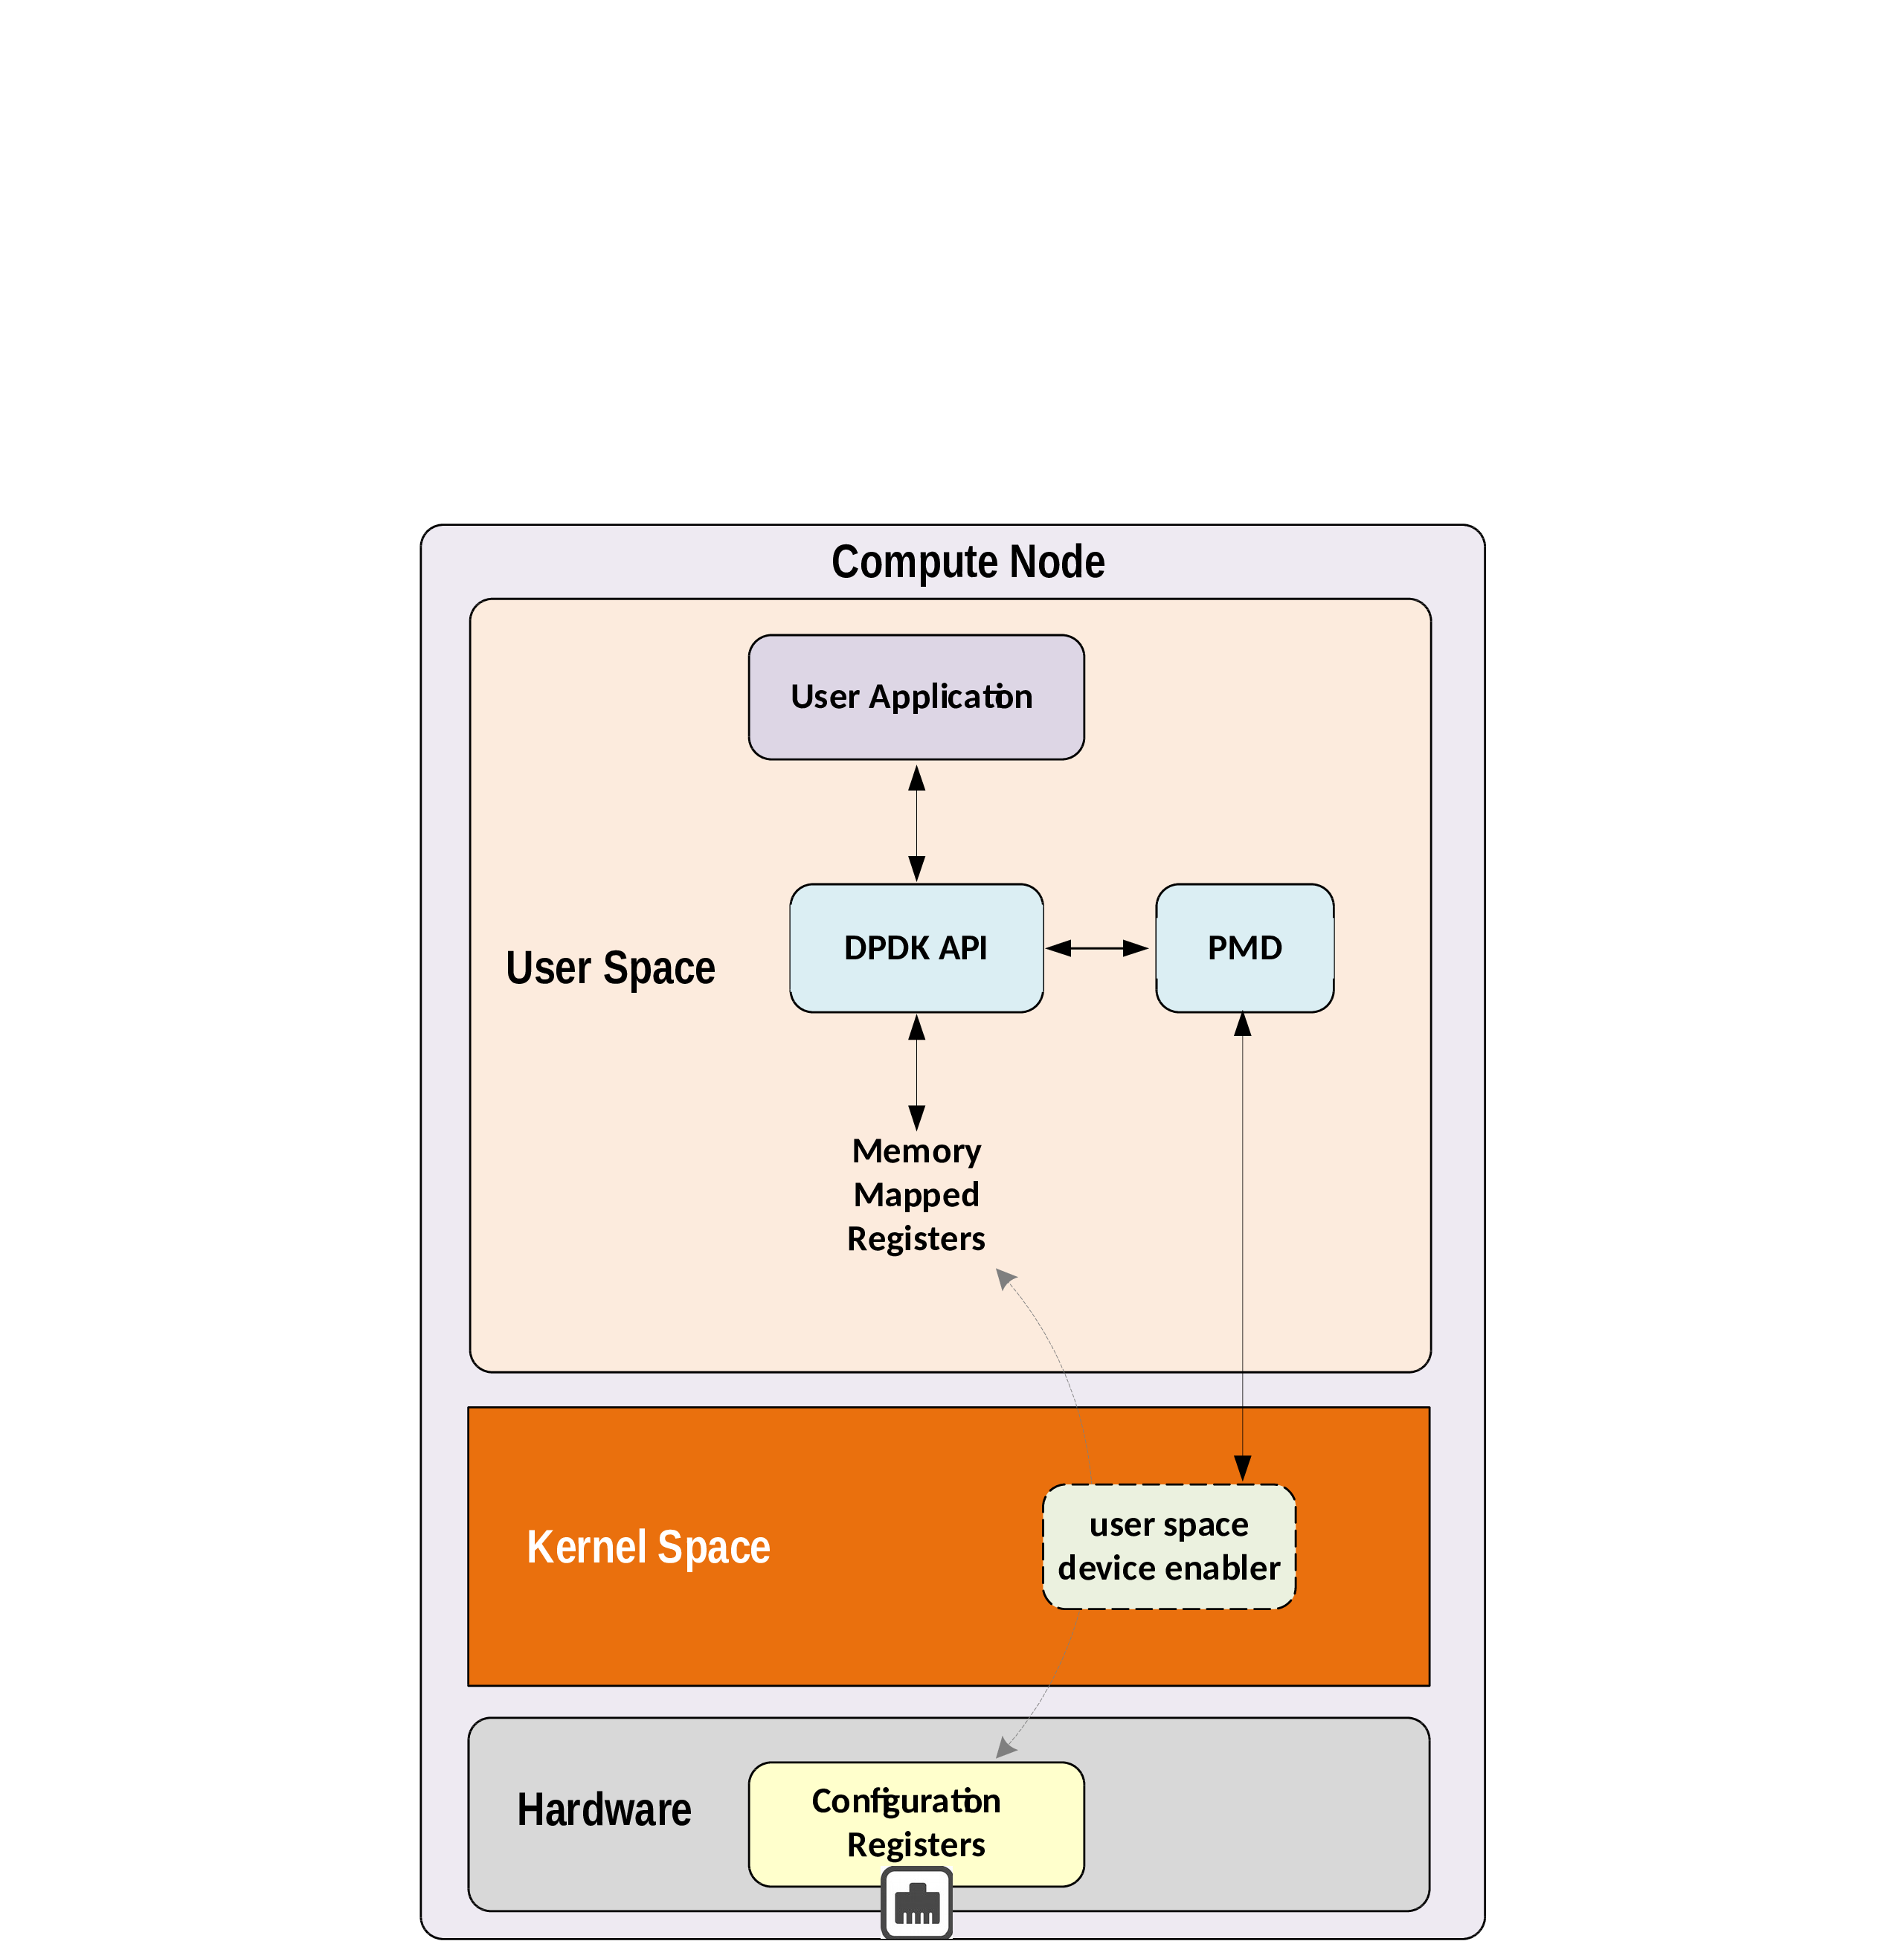 Compute Node
User Application
DPDK API
PMD
User Space
Memory
Mapped
Registers
user space
device enabler
Kernel Space
Hardware
Configuration
Registers